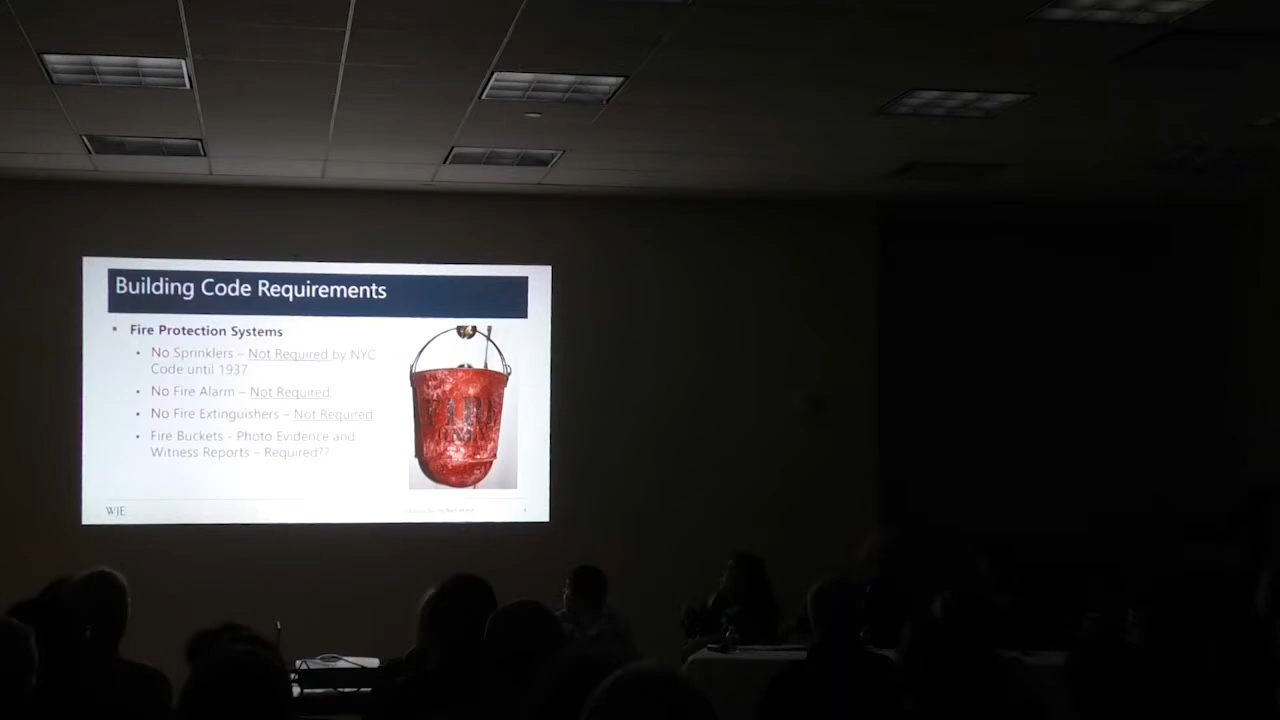 Building Code Requirements
Fire Protection Systems
No Sprinklers – Not Required by NYC
Code until 1937
No Fire Alarm – Not Required
No Fire Extinguishers – Not Required
Fire Buckets - Photo Evidence and
Witness Reports – Required??
FIRE
WJE